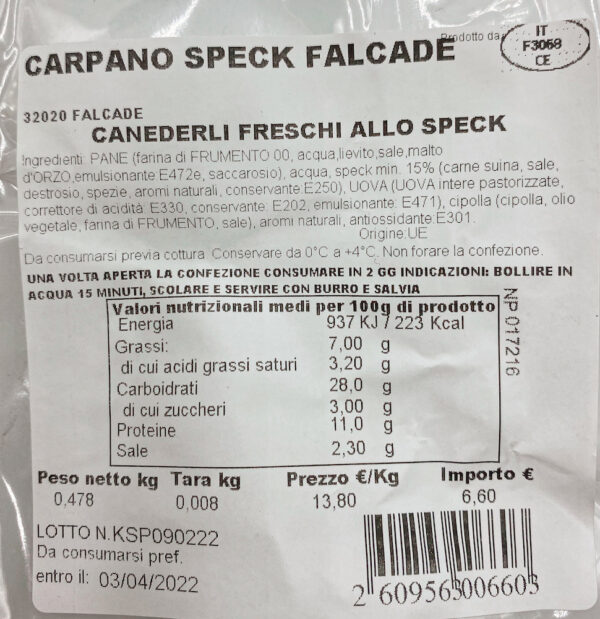 Prodotto da
IT
F3068
CE
CARPANO SPECK FALCADE
32020 FALCADE
CANEDERLI FRESCHI ALLO SPECK
Ingredienti: PANE (farina di FRUMENTO 00, acqua,lievito,sale,malto
d'ORZO,emulsionante E472e, saccarosio), acqua, speck min. 15% (carne suina, sale,
destrosio, spezie, aromi naturali, conservante E250), UOVA (UOVA intere pastorizzate,
correttore di acidità: E330, conservante: E202, emulsionante: E471), cipolla (cipolla, olio
vegetale, farina di FRUMENTO, sale), aromi naturali, antiossidante:E301.
Origine:UE
Da consumarsi previa cottura. Conservare da 0°C a +4°C. Non forare la confezione.
UNA VOLTA APERTA LA CONFEZIONE CONSUMARE IN 2 GG INDICAZIONI: BOLLIRE IN
ACQUA 15 MINUTI, SCOLARE E SERVIRE CON BURRO E SALVIA
Valori nutrizionali medi per 100g di prodotto
Energia 937 KJ / 223 Kcal
Grassi: 7,00 g
di cui acidi grassi saturi 3,20 g
Carboidrati 28,0 g
di cui zuccheri 3,00 g
Proteine 11,0 g
Sale 2,30 g
NP 017216
Peso netto kg Tara kg Prezzo €/Kg Importo €
0,478 0,008 13,80 6,60
LOTTO N.KSP090222
Da consumarsi pref.
entro il: 03/04/2022
2 609563006603